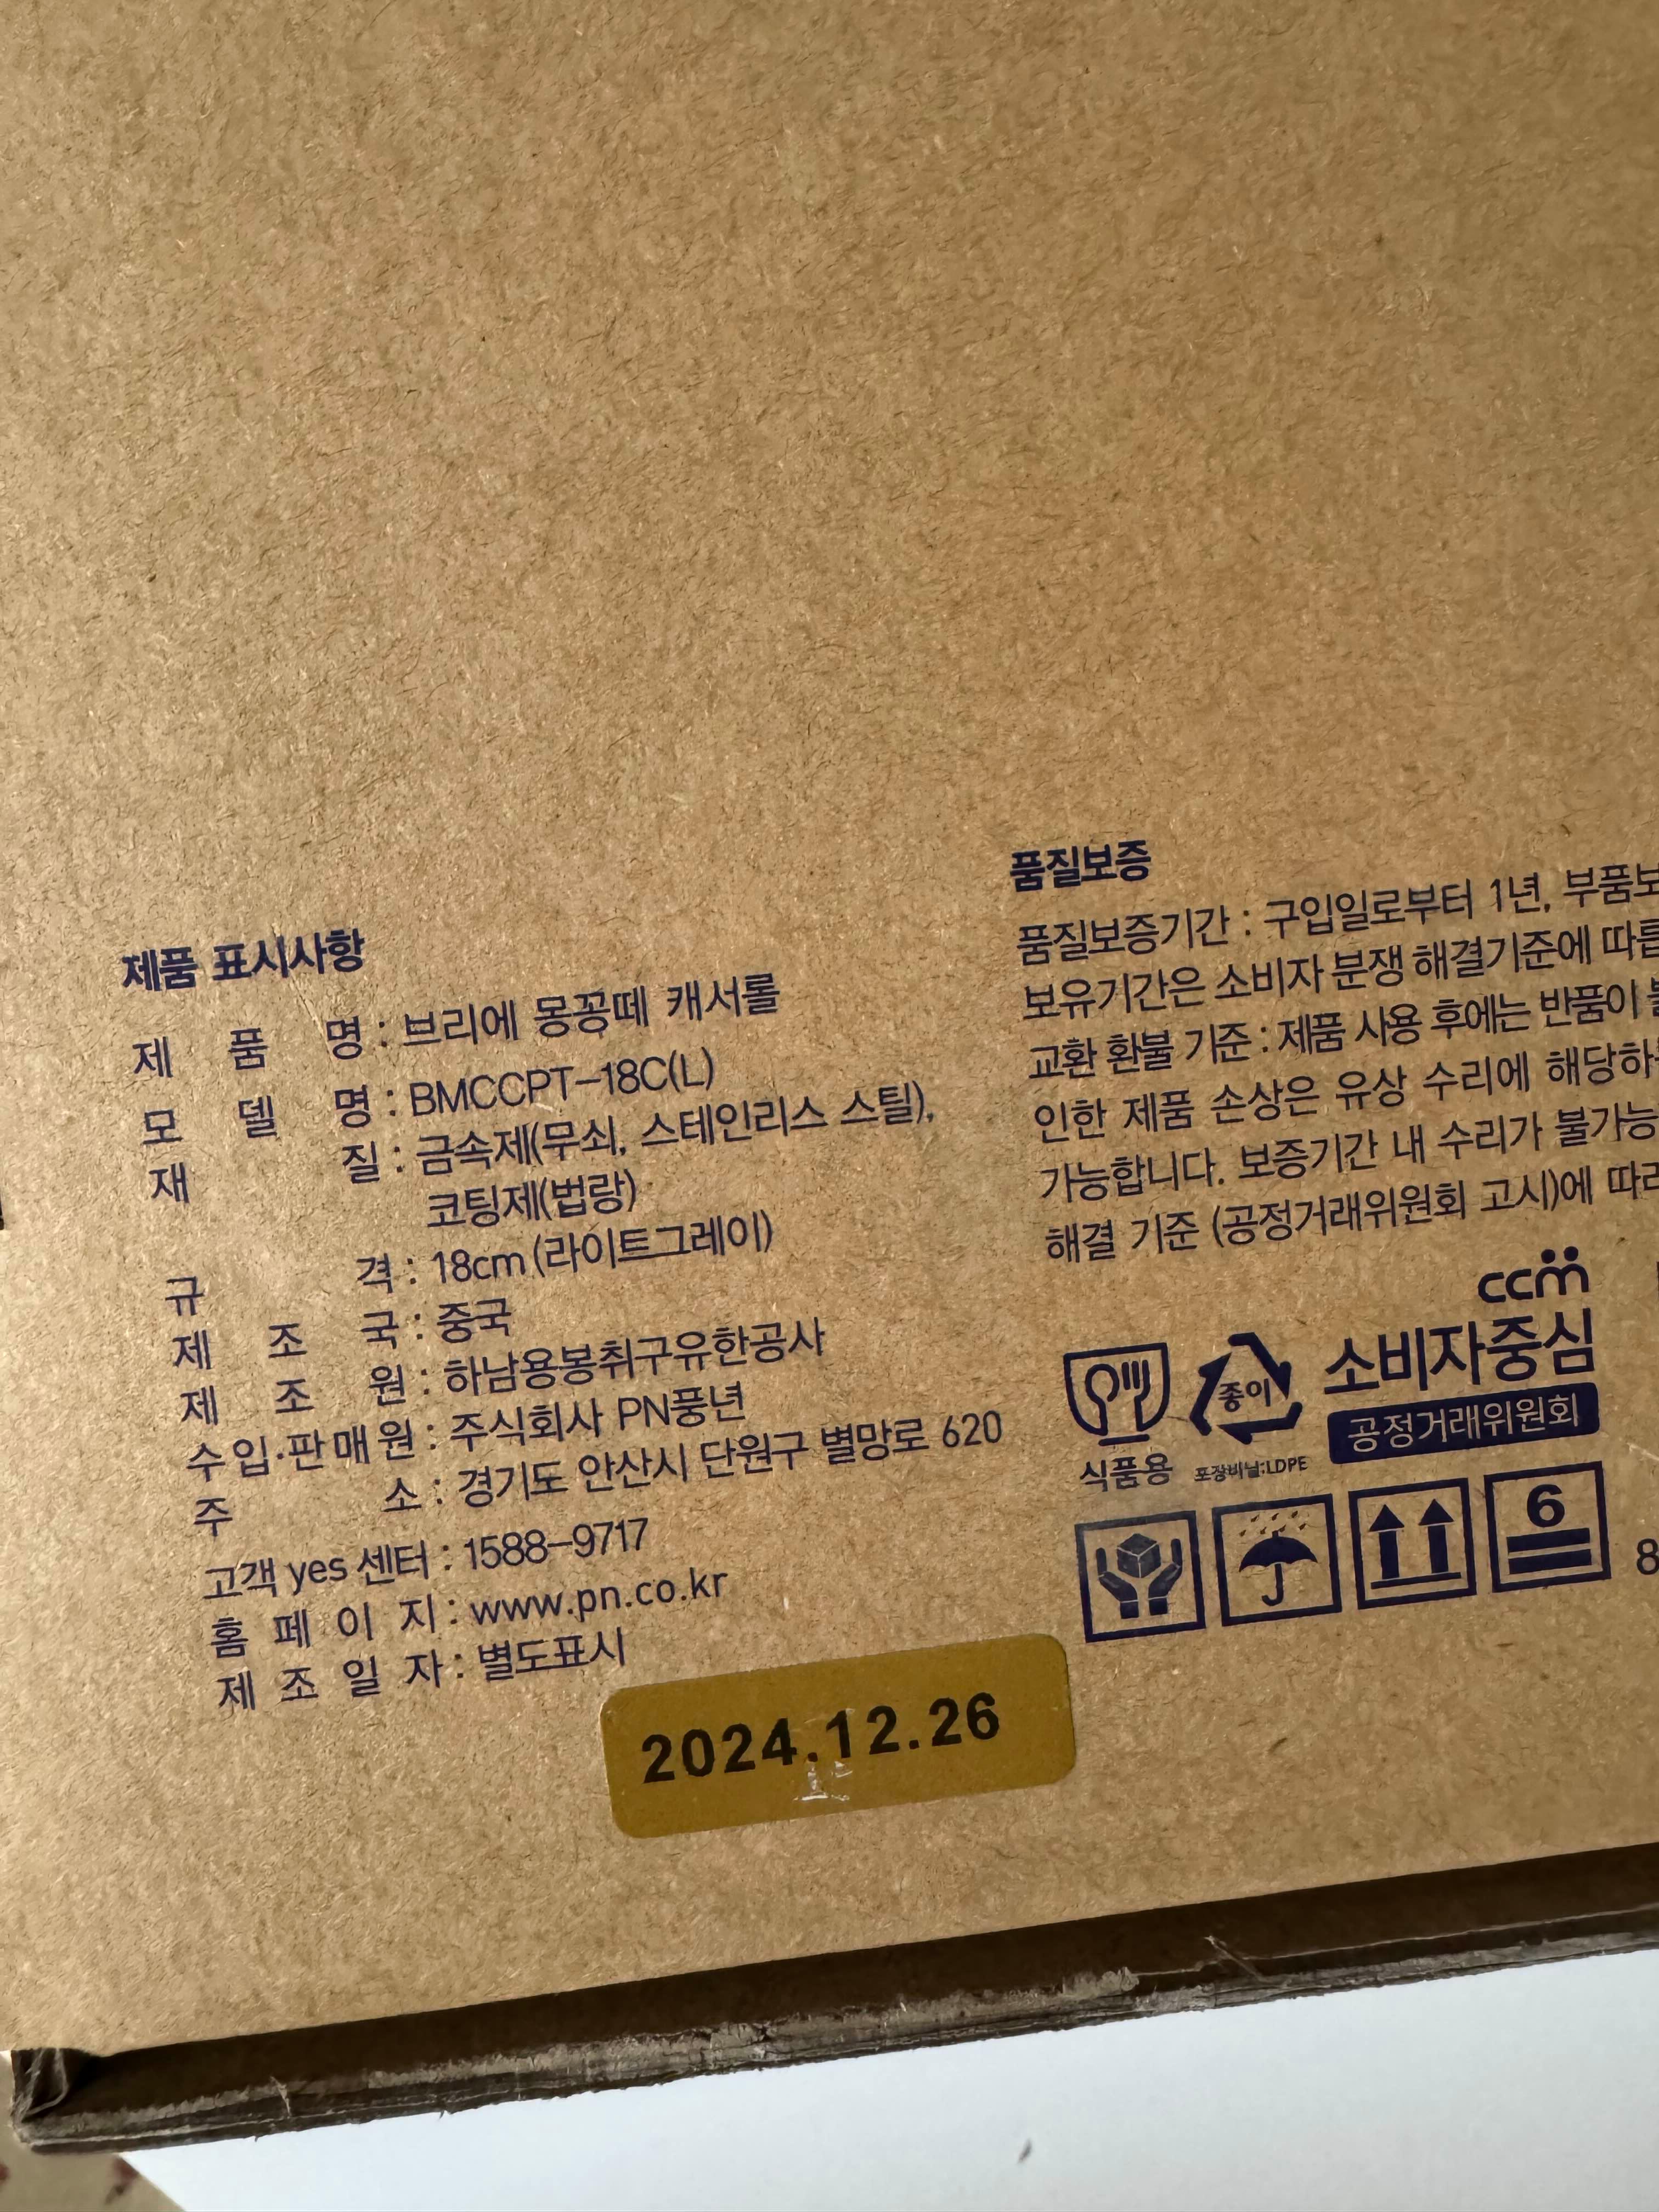 제품 표시사항
제 품 명 : 브리에 몽꽁떼 캐서롤
모 델 명 : BMCCPT-18C(L)
재 질 : 금속제(무쇠, 스테인리스 스틸),
코팅제(법랑)
규 격 : 18cm (라이트그레이)
제 조 국 : 중국
제 조 원 : 하남용봉취구유한공사
수입·판매원 : 주식회사 PN풍년
주 소 : 경기도 안산시 단원구 별망로 620
고객 yes 센터 : 1588-9717
홈 페 이 지 : www.pn.co.kr
제 조 일 자 : 별도표시
2024.12.26
품질보증
품질보증기간 : 구입일로부터 1년, 부품보
보유기간은 소비자 분쟁 해결기준에 따릅
교환 환불 기준 : 제품 사용 후에는 반품이
인한 제품 손상은 유상 수리에 해당하
가능합니다. 보증기간 내 수리가 불가능
해결 기준 (공정거래위원회 고시)에 따라
ccm
소비자중심
공정거래위원회
식품용
종이
포장비닐:LDPE
6
8